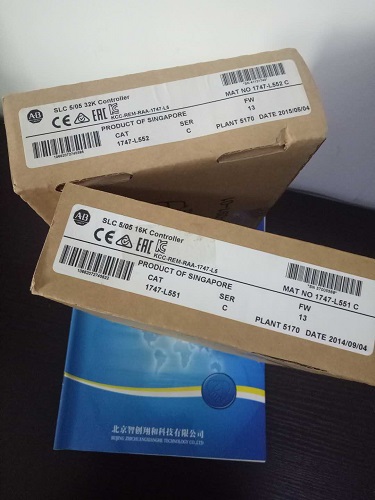 SLC 5/05 32K Controller
AB
CE EAC
KCC-REM-RAA-1747-L5
PRODUCT OF SINGAPORE
MAT NO 1747-L552 C
CAT SER FW
1747-L552 C 13
PLANT 5170 DATE 2015/05/04
SLC 5/05 16K Controller
AB
CE EAC
KCC-REM-RAA-1747-L5
PRODUCT OF SINGAPORE
MAT NO 1747-L551 C
CAT SER FW
1747-L551 C 13
PLANT 5170 DATE 2014/09/04
北京智创翔和科技有限公司